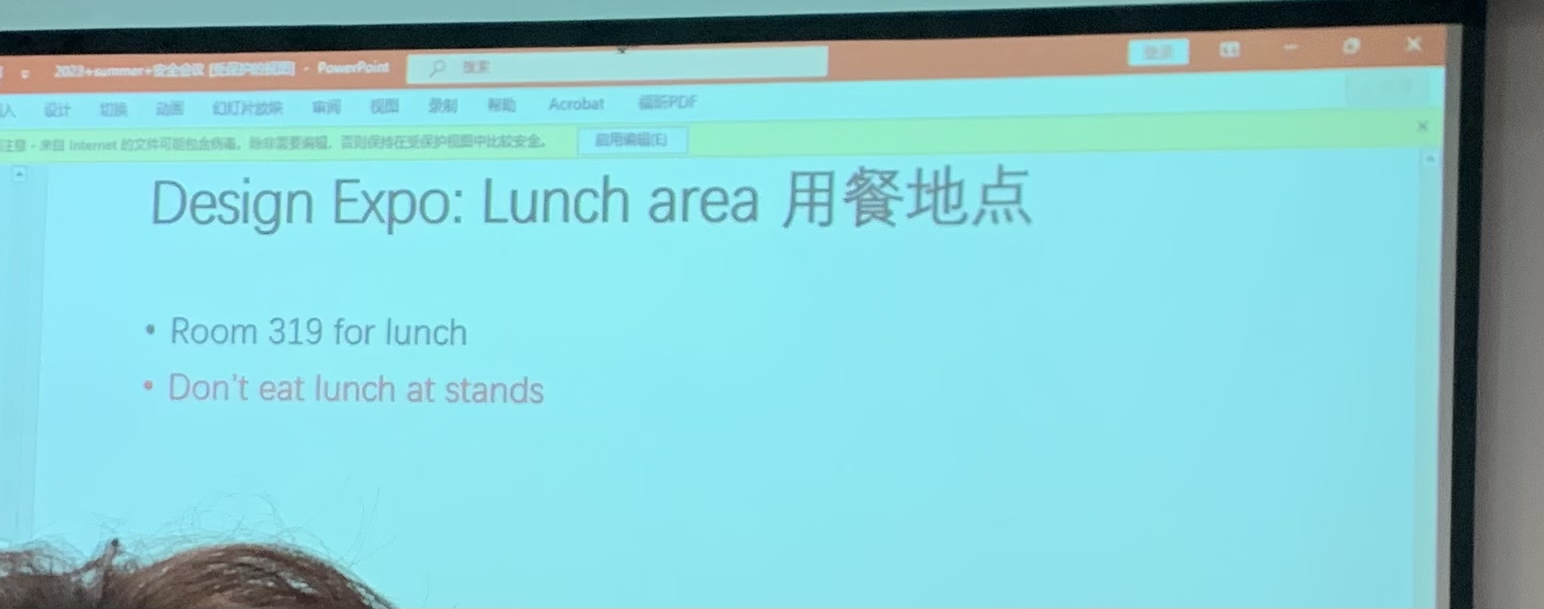 2023+summer+安全会议 [受保护的视图] - PowerPoint
搜索
登录
设计 切换 动画 幻灯片放映 审阅 视图 录制 帮助 Acrobat 福昕PDF
注意 - 来自 Internet 的文件可能包含病毒。除非需要编辑，否则保持在受保护视图中比较安全。 启用编辑(E)
Design Expo: Lunch area 用餐地点
• Room 319 for lunch
• Don't eat lunch at stands